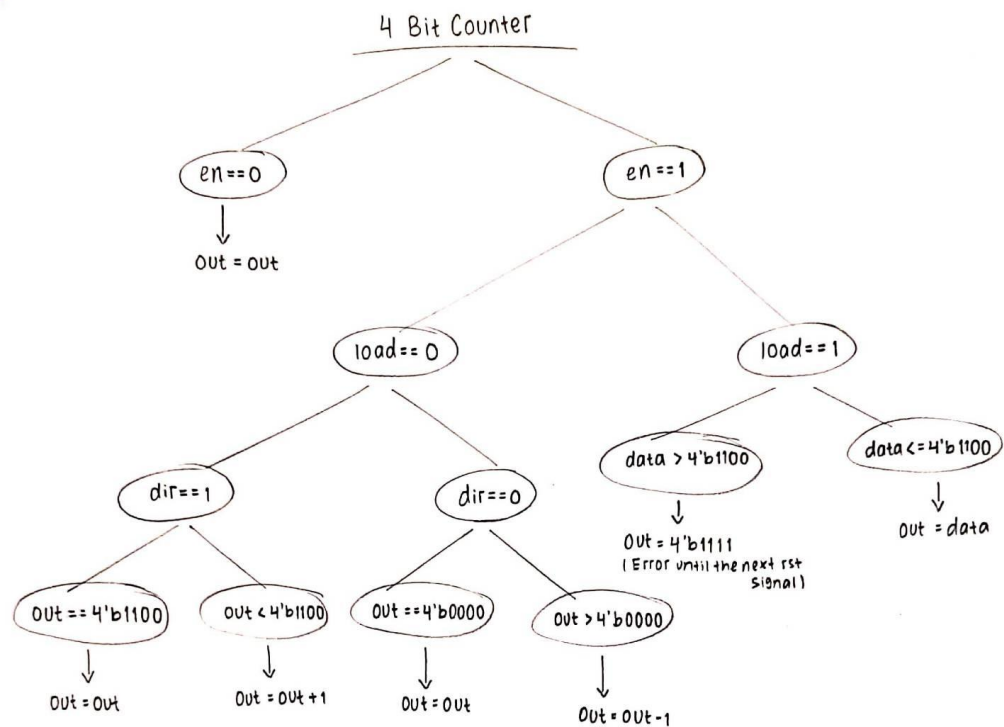 4 Bit Counter
en==0
en==1
out = out
load==0
load==1
data > 4'b1100
data<=4'b1100
dir==1
dir==0
out = 4'b1111
(Error until the next rst
signal)
out = data
out == 4'b1100
out < 4'b1100
out ==4'b0000
out > 4'b0000
out = out
out = out +1
out = out
out = out-1